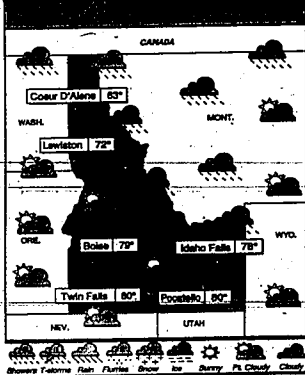 CANADA
Coeur D'Alene 63°
WASH.
MONT.
Lewiston 72°
ORE.
WYO.
Boise 79°
Idaho Falls 78°
Twin Falls 80°
Pocatello 80°
NEV.
UTAH
Showers T-storms Rain Flurries Snow Ice Sunny Pt. Cloudy Cloudy